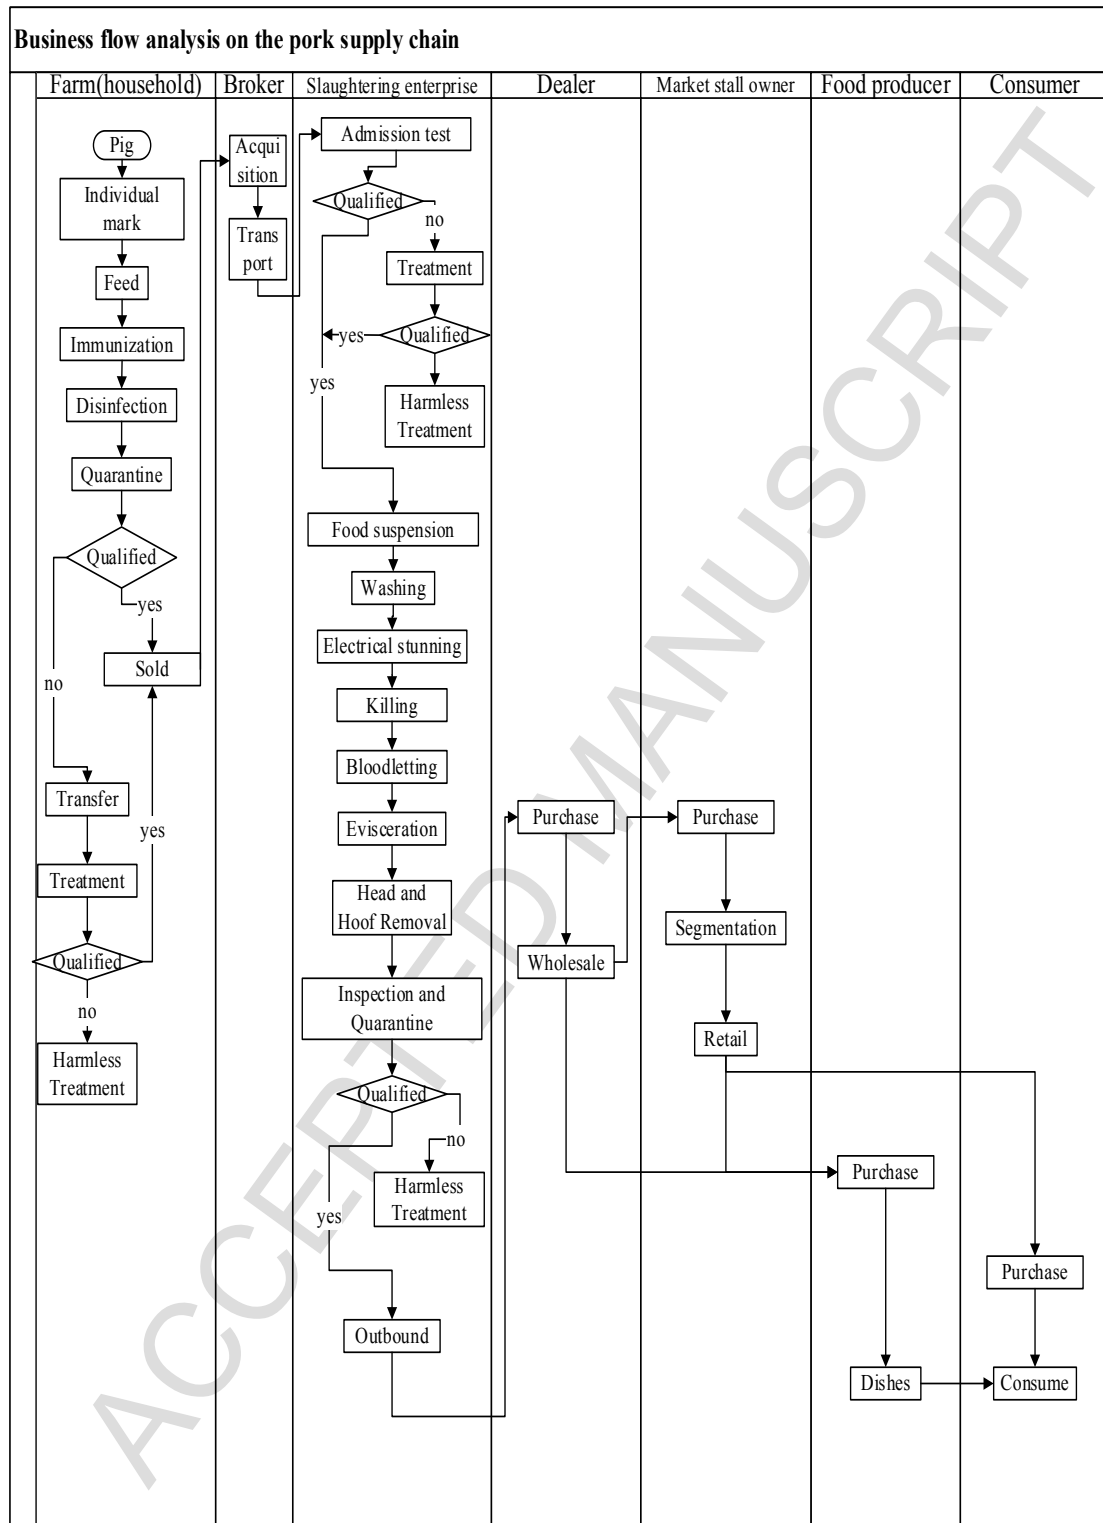 Business flow analysis on the pork supply chain
Farm(household)
Broker
Slaughtering enterprise
Dealer
Market stall owner
Food producer
Consumer
Pig
Individual
mark
Feed
Immunization
Disinfection
Quarantine
Qualified
yes
Sold
no
Transfer
yes
Treatment
Qualified
no
Harmless
Treatment
Acqui
sition
Trans
port
Admission test
Qualified
no
Treatment
Qualified
yes
yes
Harmless
Treatment
Food suspension
Washing
Electrical stunning
Killing
Bloodletting
Evisceration
Head and
Hoof Removal
Inspection and
Quarantine
Qualified
no
Harmless
Treatment
yes
Outbound
Purchase
Wholesale
Purchase
Segmentation
Retail
Purchase
Dishes
Purchase
Consume
ACCEPTED MANUSCRIPT